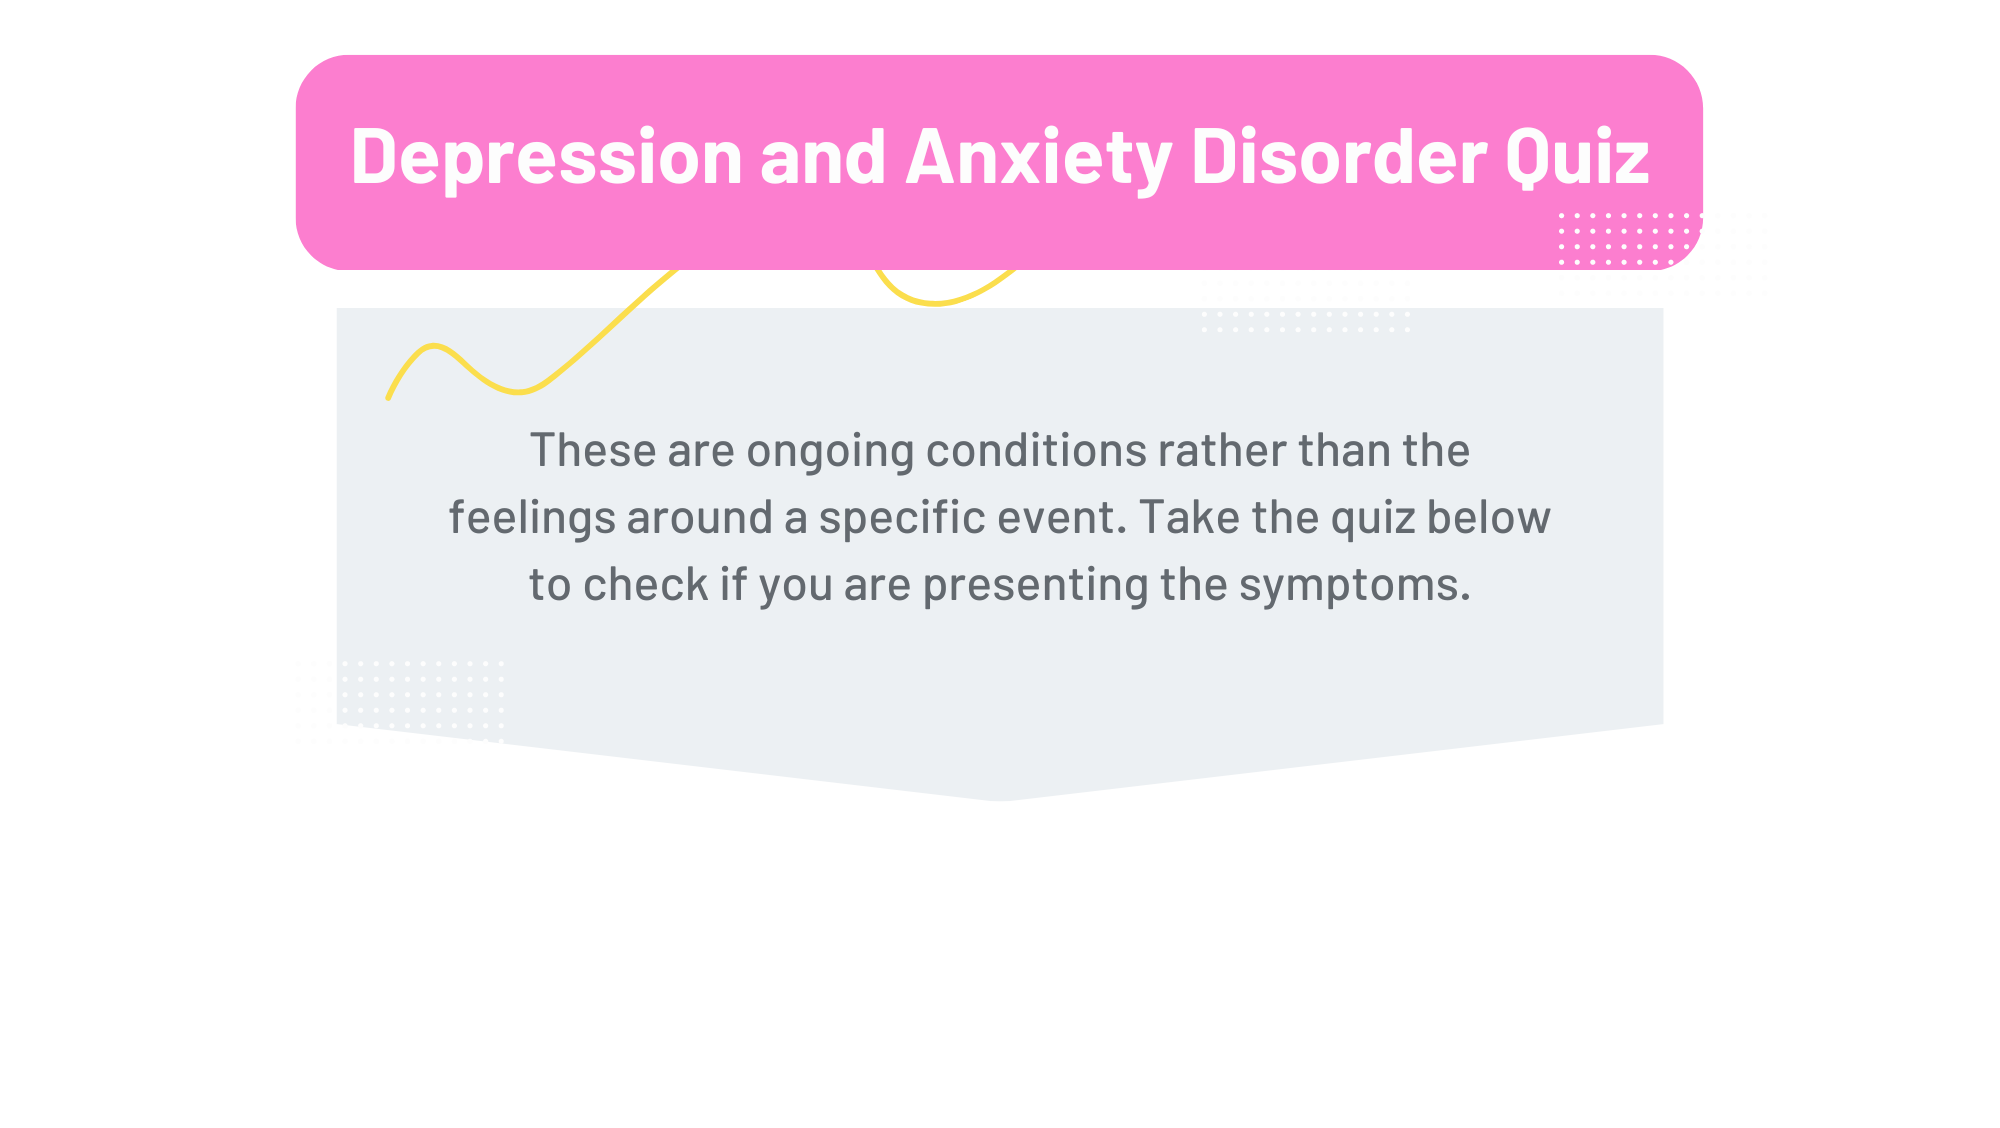 Depression and Anxiety Disorder Quiz
These are ongoing conditions rather than the
feelings around a specific event. Take the quiz below
to check if you are presenting the symptoms.